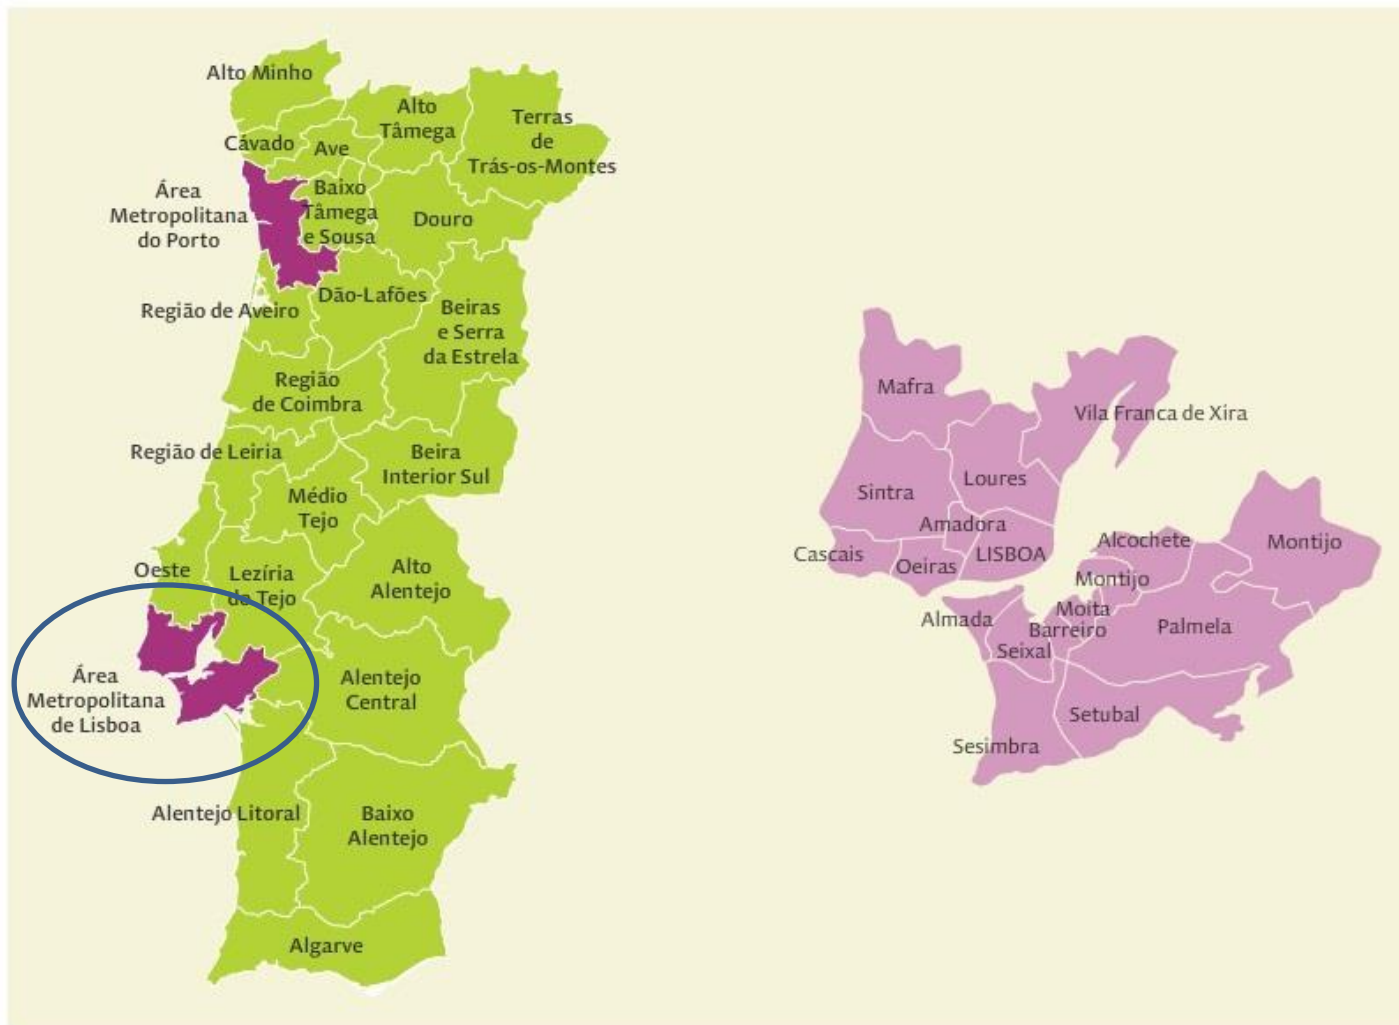 Alto Minho
Alto
Tâmega
Terras
de
Trás-os-Montes
Cávado
Ave
Área
Metropolitana
do Porto
Baixo
Tâmega
e Sousa
Douro
Região de Aveiro
Dão-Lafões
Beiras
e Serra
da Estrela
Região
de Coimbra
Região de Leiria
Beira
Interior Sul
Médio
Tejo
Oeste
Lezíria
do Tejo
Alto
Alentejo
Área
Metropolitana
de Lisboa
Alentejo
Central
Alentejo Litoral
Baixo
Alentejo
Algarve
Mafra
Vila Franca de Xira
Loures
Sintra
Amadora
Cascais
Oeiras
LISBOA
Alcochete
Montijo
Montijo
Almada
Moita
Barreiro
Seixal
Palmela
Setubal
Sesimbra